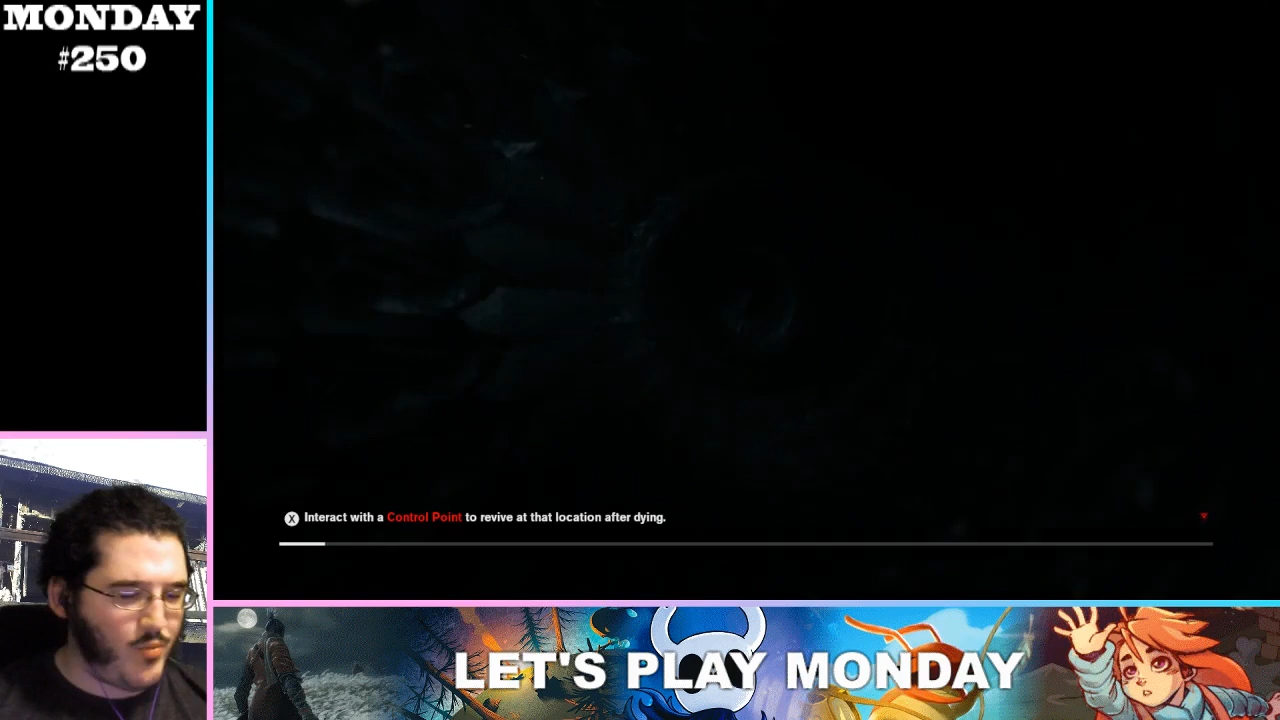 MONDAY
#250
X Interact with a Control Point to revive at that location after dying.
LET'S PLAY MONDAY